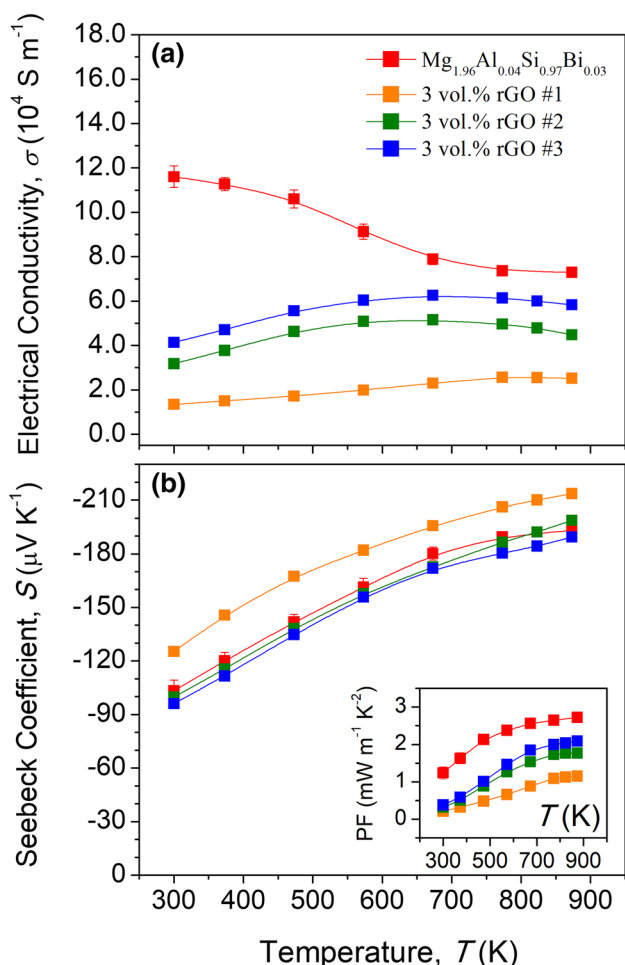 18.0
16.0
14.0
12.0
10.0
8.0
6.0
4.0
2.0
0.0
Electrical Conductivity, σ (10⁴ S m⁻¹)
(a)
Mg₁.₉₆Al₀.₀₄Si₀.₉₇Bi₀.₀₃
3 vol.% rGO #1
3 vol.% rGO #2
3 vol.% rGO #3
-210
-180
-150
-120
-90
-60
-30
0
Seebeck Coefficient, S (μV K⁻¹)
(b)
3
2
1
0
PF (mW m⁻¹ K⁻²)
T (K)
300 500 700 900
300 400 500 600 700 800 900
Temperature, T (K)